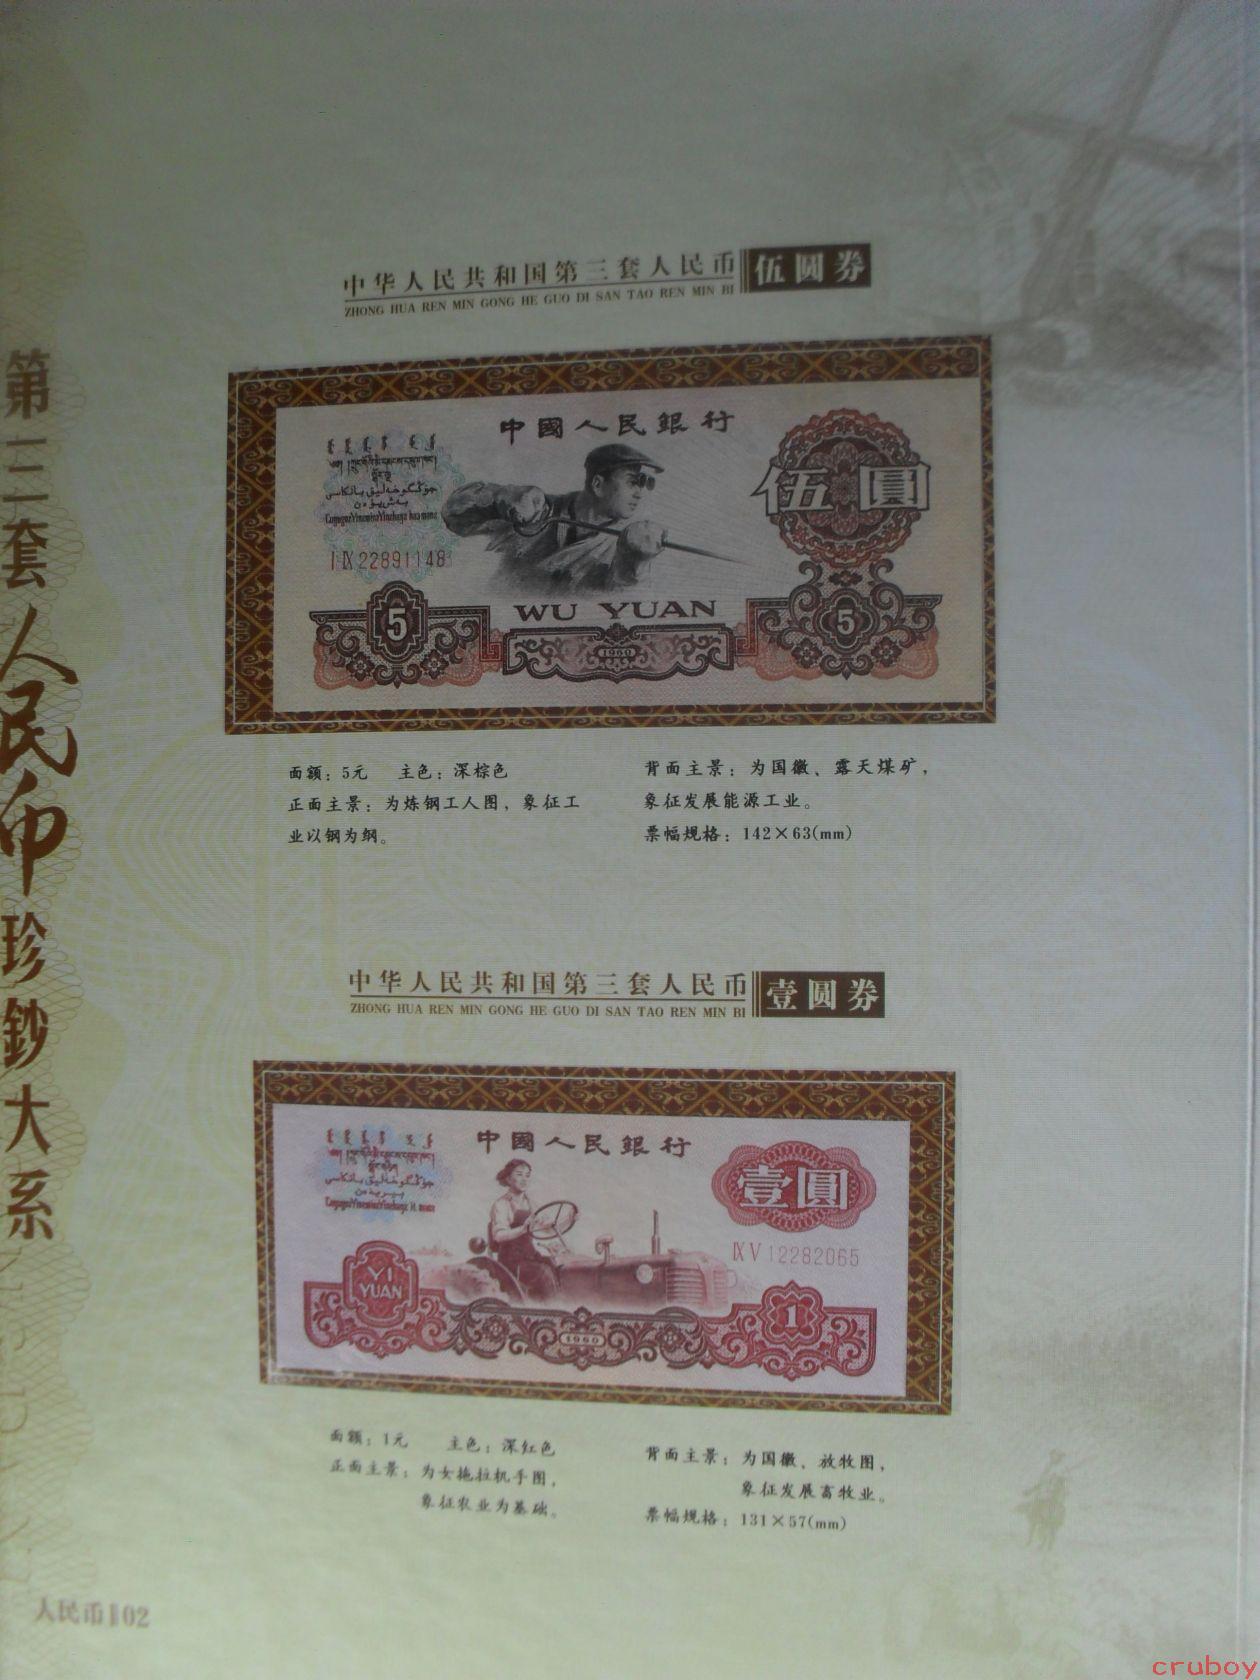 中华人民共和国第三套人民币 伍圆券
ZHONG HUA REN MIN GONG HE GUO DI SAN TAO REN MIN BI
中國人民銀行
伍圓
ⅠⅨ22891148
WU YUAN
5
1960
5
面额：5元 主色：深棕色
正面主景：为炼钢工人图，象征工
业以钢为纲。
背面主景：为国徽、露天煤矿，
象征发展能源工业。
票幅规格：142×63(mm)
中华人民共和国第三套人民币 壹圆券
ZHONG HUA REN MIN GONG HE GUO DI SAN TAO REN MIN BI
中國人民銀行
壹圓
ⅨⅤ12282065
YI
YUAN
1960
1
面额：1元 主色：深红色
正面主景：为女拖拉机手图，
象征农业为基础。
背面主景：为国徽、放牧图，
象征发展畜牧业。
票幅规格：131×57(mm)
第三套人民币珍鈔大系
人民币 02
cruboy